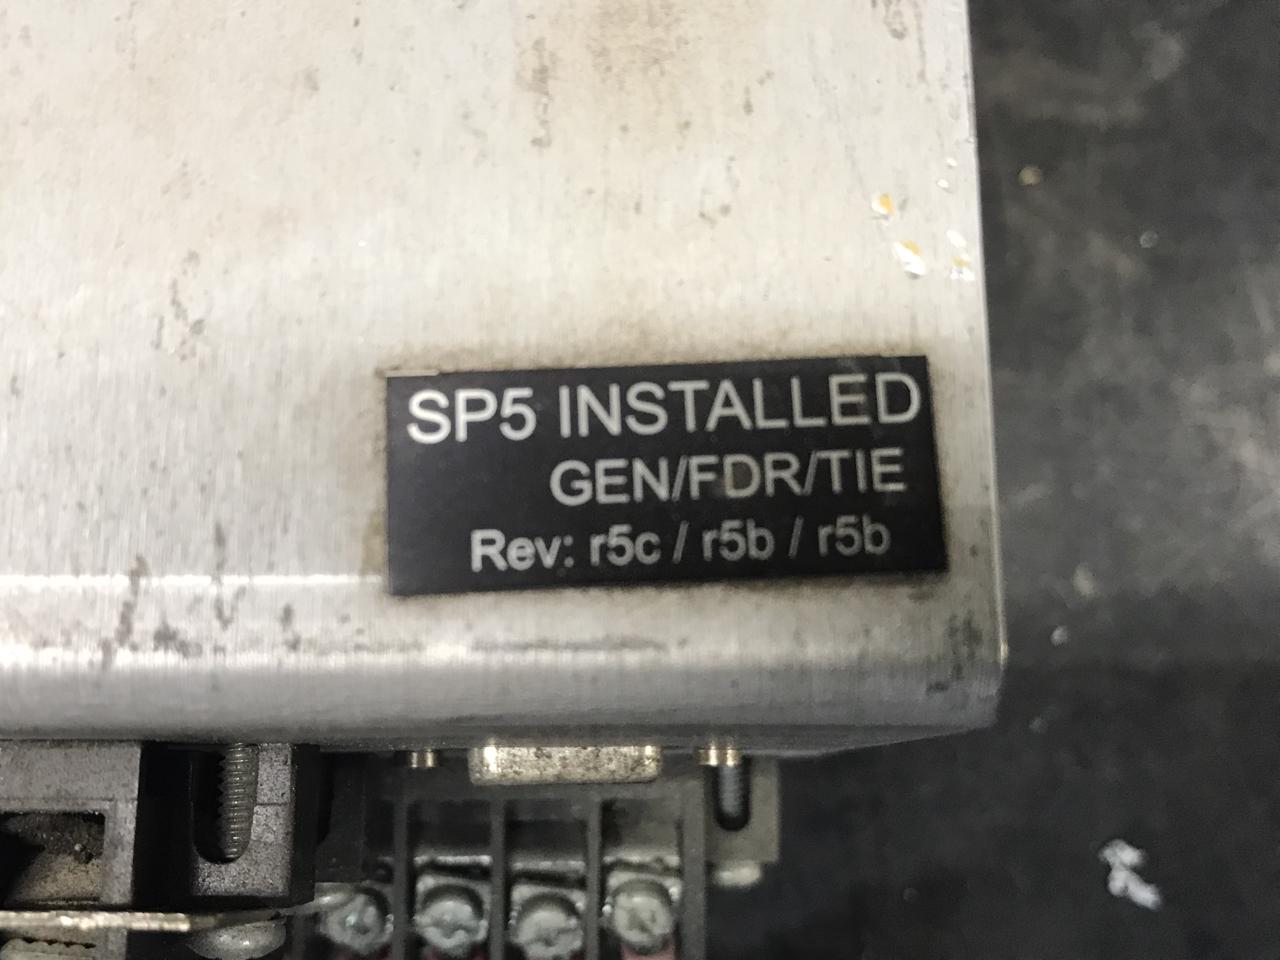 SP5 INSTALLED
GEN/FDR/TIE
Rev: r5c / r5b / r5b